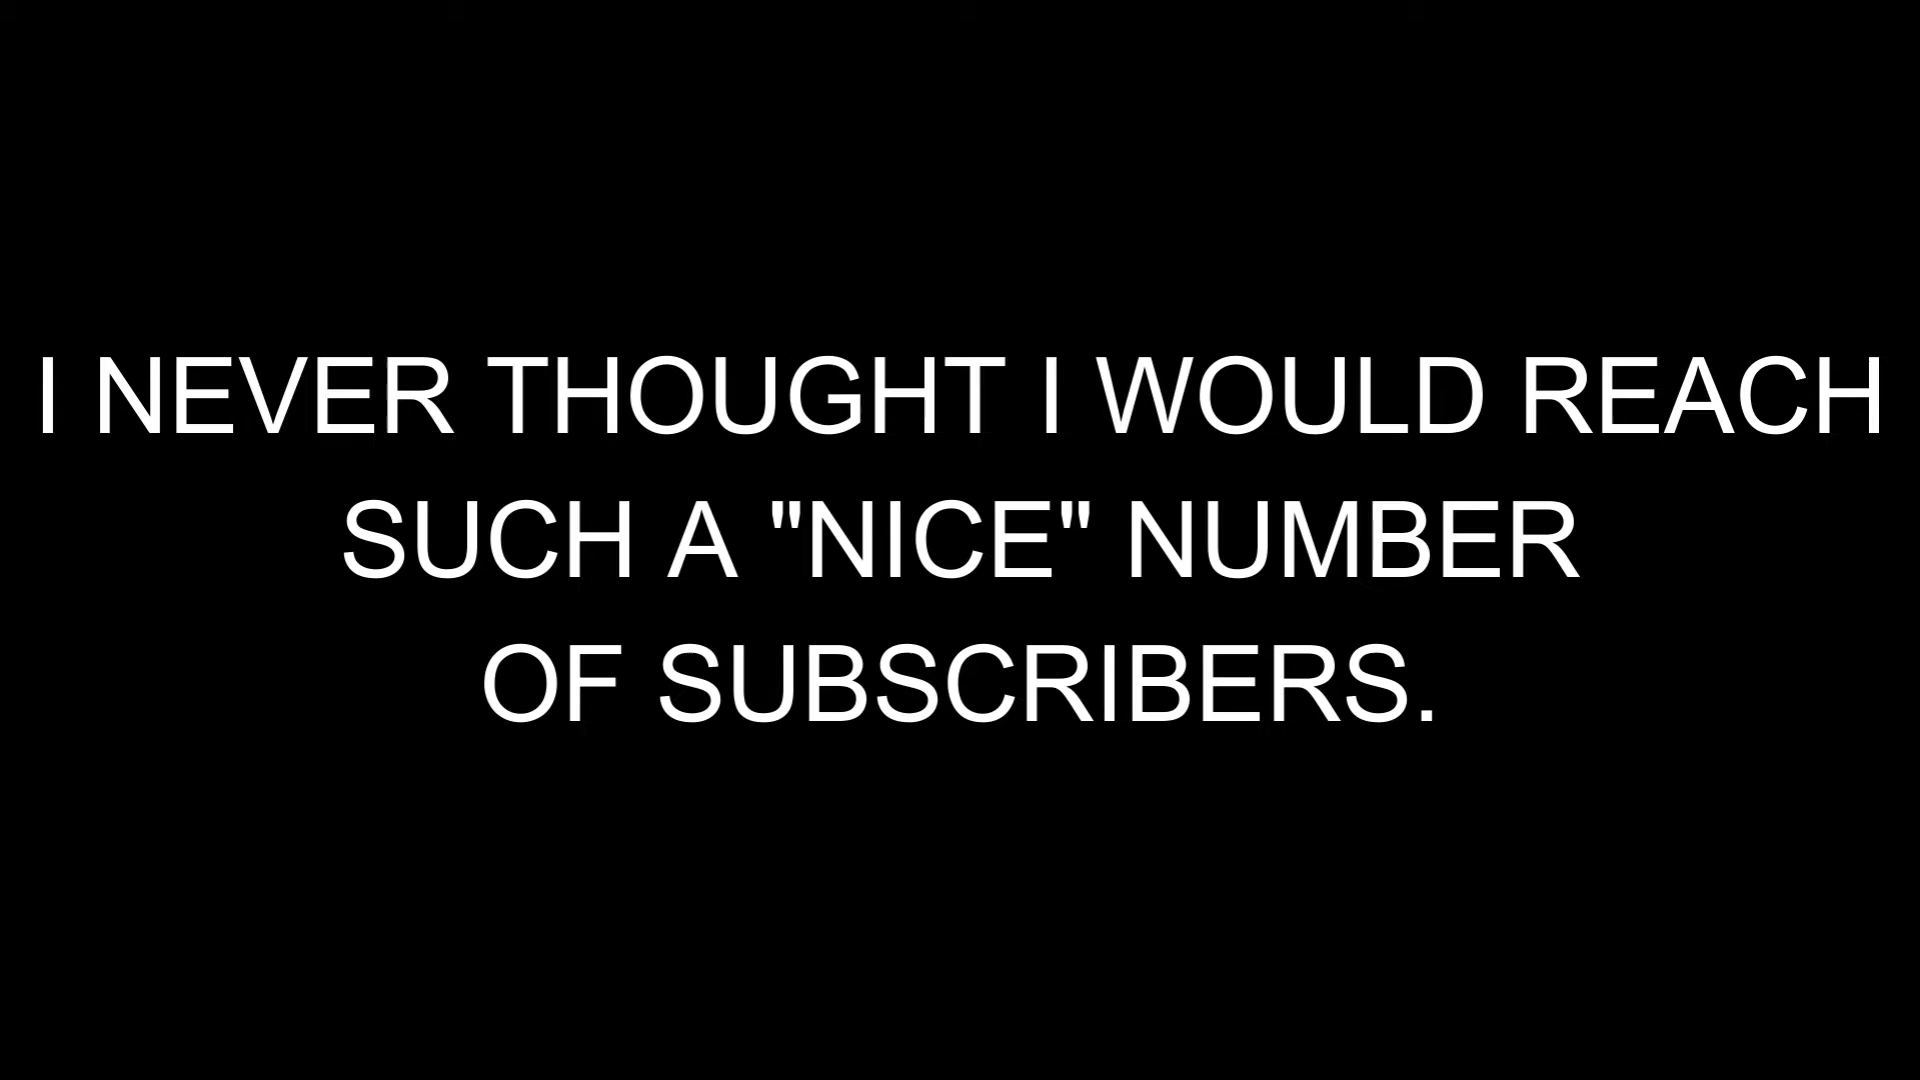 I NEVER THOUGHT I WOULD REACH
SUCH A "NICE" NUMBER
OF SUBSCRIBERS.